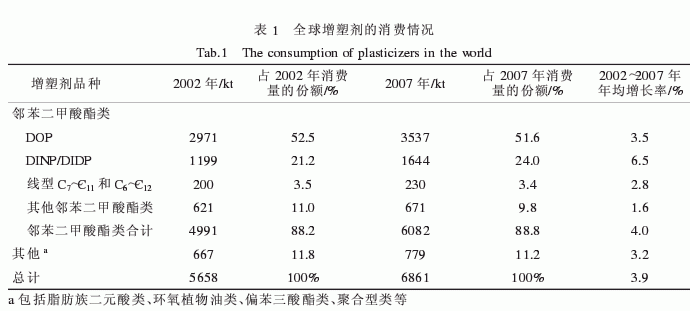 表 1 全球增塑剂的消费情况
Tab.1 The consumption of plasticizers in the world
增塑剂品种 2002 年/kt 占 2002 年消费量的份额/% 2007 年/kt 占 2007 年消费量的份额/% 2002~2007 年年均增长率/%
邻苯二甲酸酯类
DOP 2971 52.5 3537 51.6 3.5
DINP/DIDP 1199 21.2 1644 24.0 6.5
线型 C7~C11 和 C6~C12 200 3.5 230 3.4 2.8
其他邻苯二甲酸酯类 621 11.0 671 9.8 1.6
邻苯二甲酸酯类合计 4991 88.2 6082 88.8 4.0
其他 a 667 11.8 779 11.2 3.2
总计 5658 100% 6861 100% 3.9
a 包括脂肪族二元酸类、环氧植物油类、偏苯三酸酯类、聚合型类等